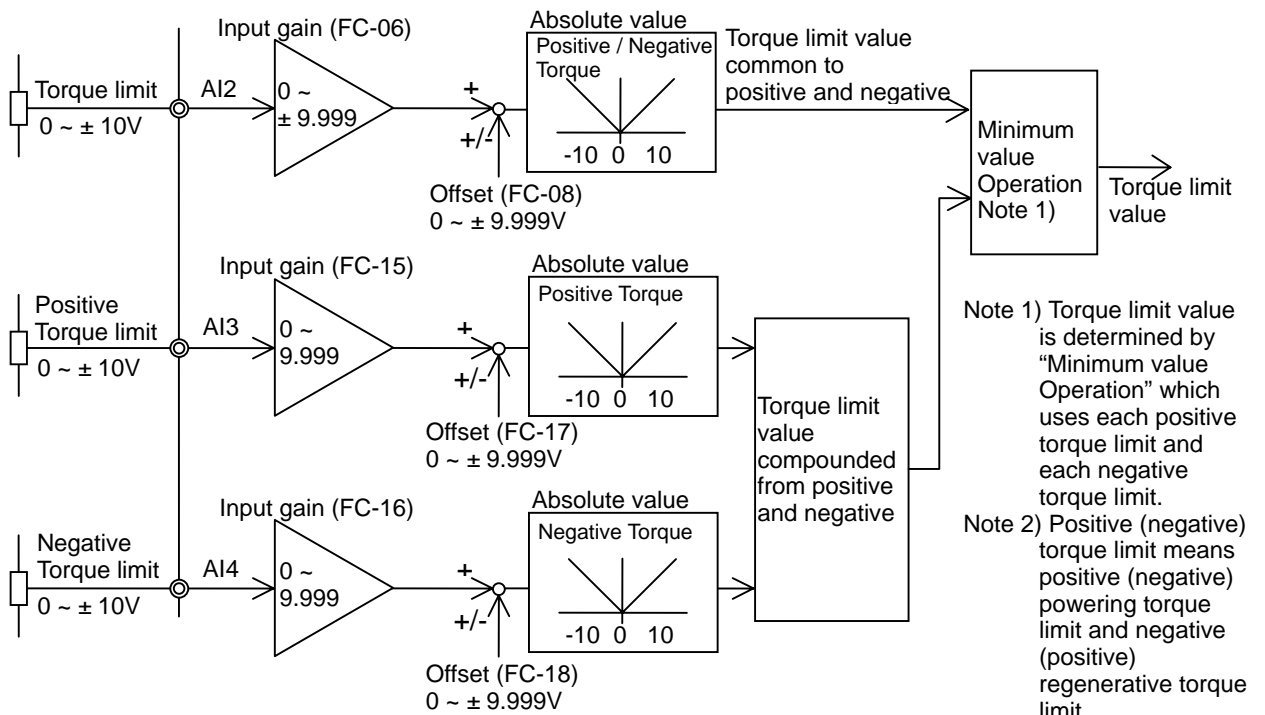 Input gain (FC-06)
Absolute value
Positive / Negative
Torque
-10 0 10
Torque limit value
common to
positive and negative
Torque limit
0 ~ ± 10V
AI2
0 ~
± 9.999
+
+/-
Offset (FC-08)
0 ~ ± 9.999V
Minimum
value
Operation
Note 1)
Torque limit
value
Input gain (FC-15)
Absolute value
Positive Torque
-10 0 10
Positive
Torque limit
0 ~ ± 10V
AI3
0 ~
9.999
+
+/-
Offset (FC-17)
0 ~ ± 9.999V
Torque limit
value
compounded
from positive
and negative
Input gain (FC-16)
Absolute value
Negative Torque
-10 0 10
Negative
Torque limit
0 ~ ± 10V
AI4
0 ~
9.999
+
+/-
Offset (FC-18)
0 ~ ± 9.999V
Note 1) Torque limit value
is determined by
“Minimum value
Operation” which
uses each positive
torque limit and
each negative
torque limit.
Note 2) Positive (negative)
torque limit means
positive (negative)
powering torque
limit and negative
(positive)
regenerative torque
limit